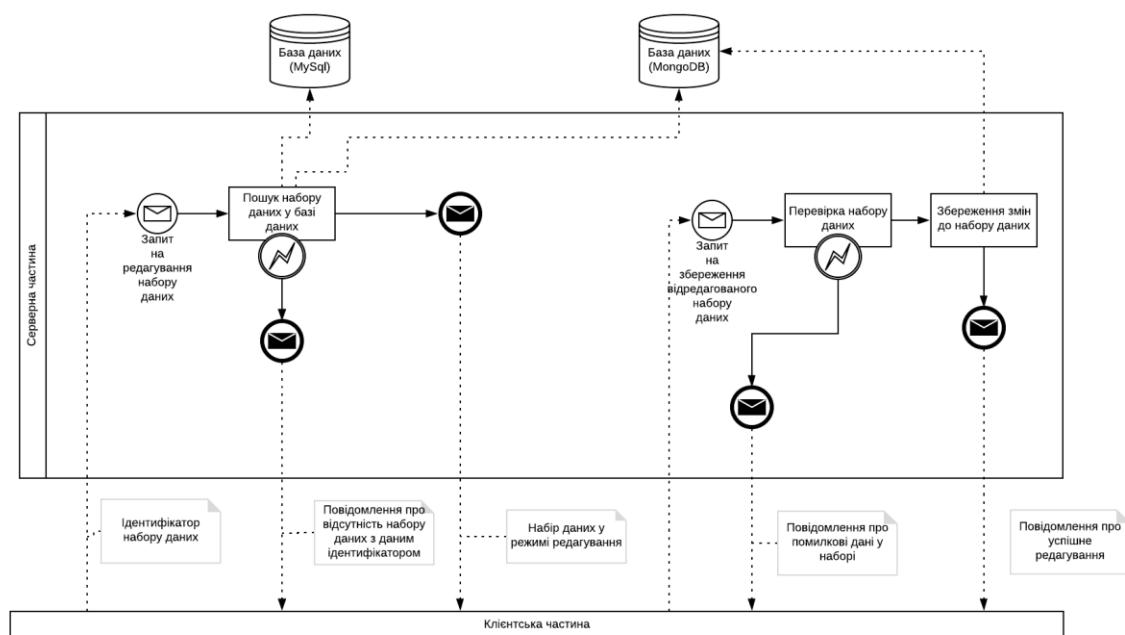 База даних
(MySql)
База даних
(MongoDB)
Серверна частина
Запит
на
редагування
набору
даних
Пошук набору
даних у базі
даних
Запит
на
збереження
відредагованого
набору
даних
Перевірка набору
даних
Збереження змін
до набору даних
Ідентифікатор
набору даних
Повідомлення про
відсутність набору
даних з даним
ідентифікатором
Набір даних у
режимі редагування
Повідомлення про
помилкові дані у
наборі
Повідомлення про
успішне
редагування
Клієнтська частина